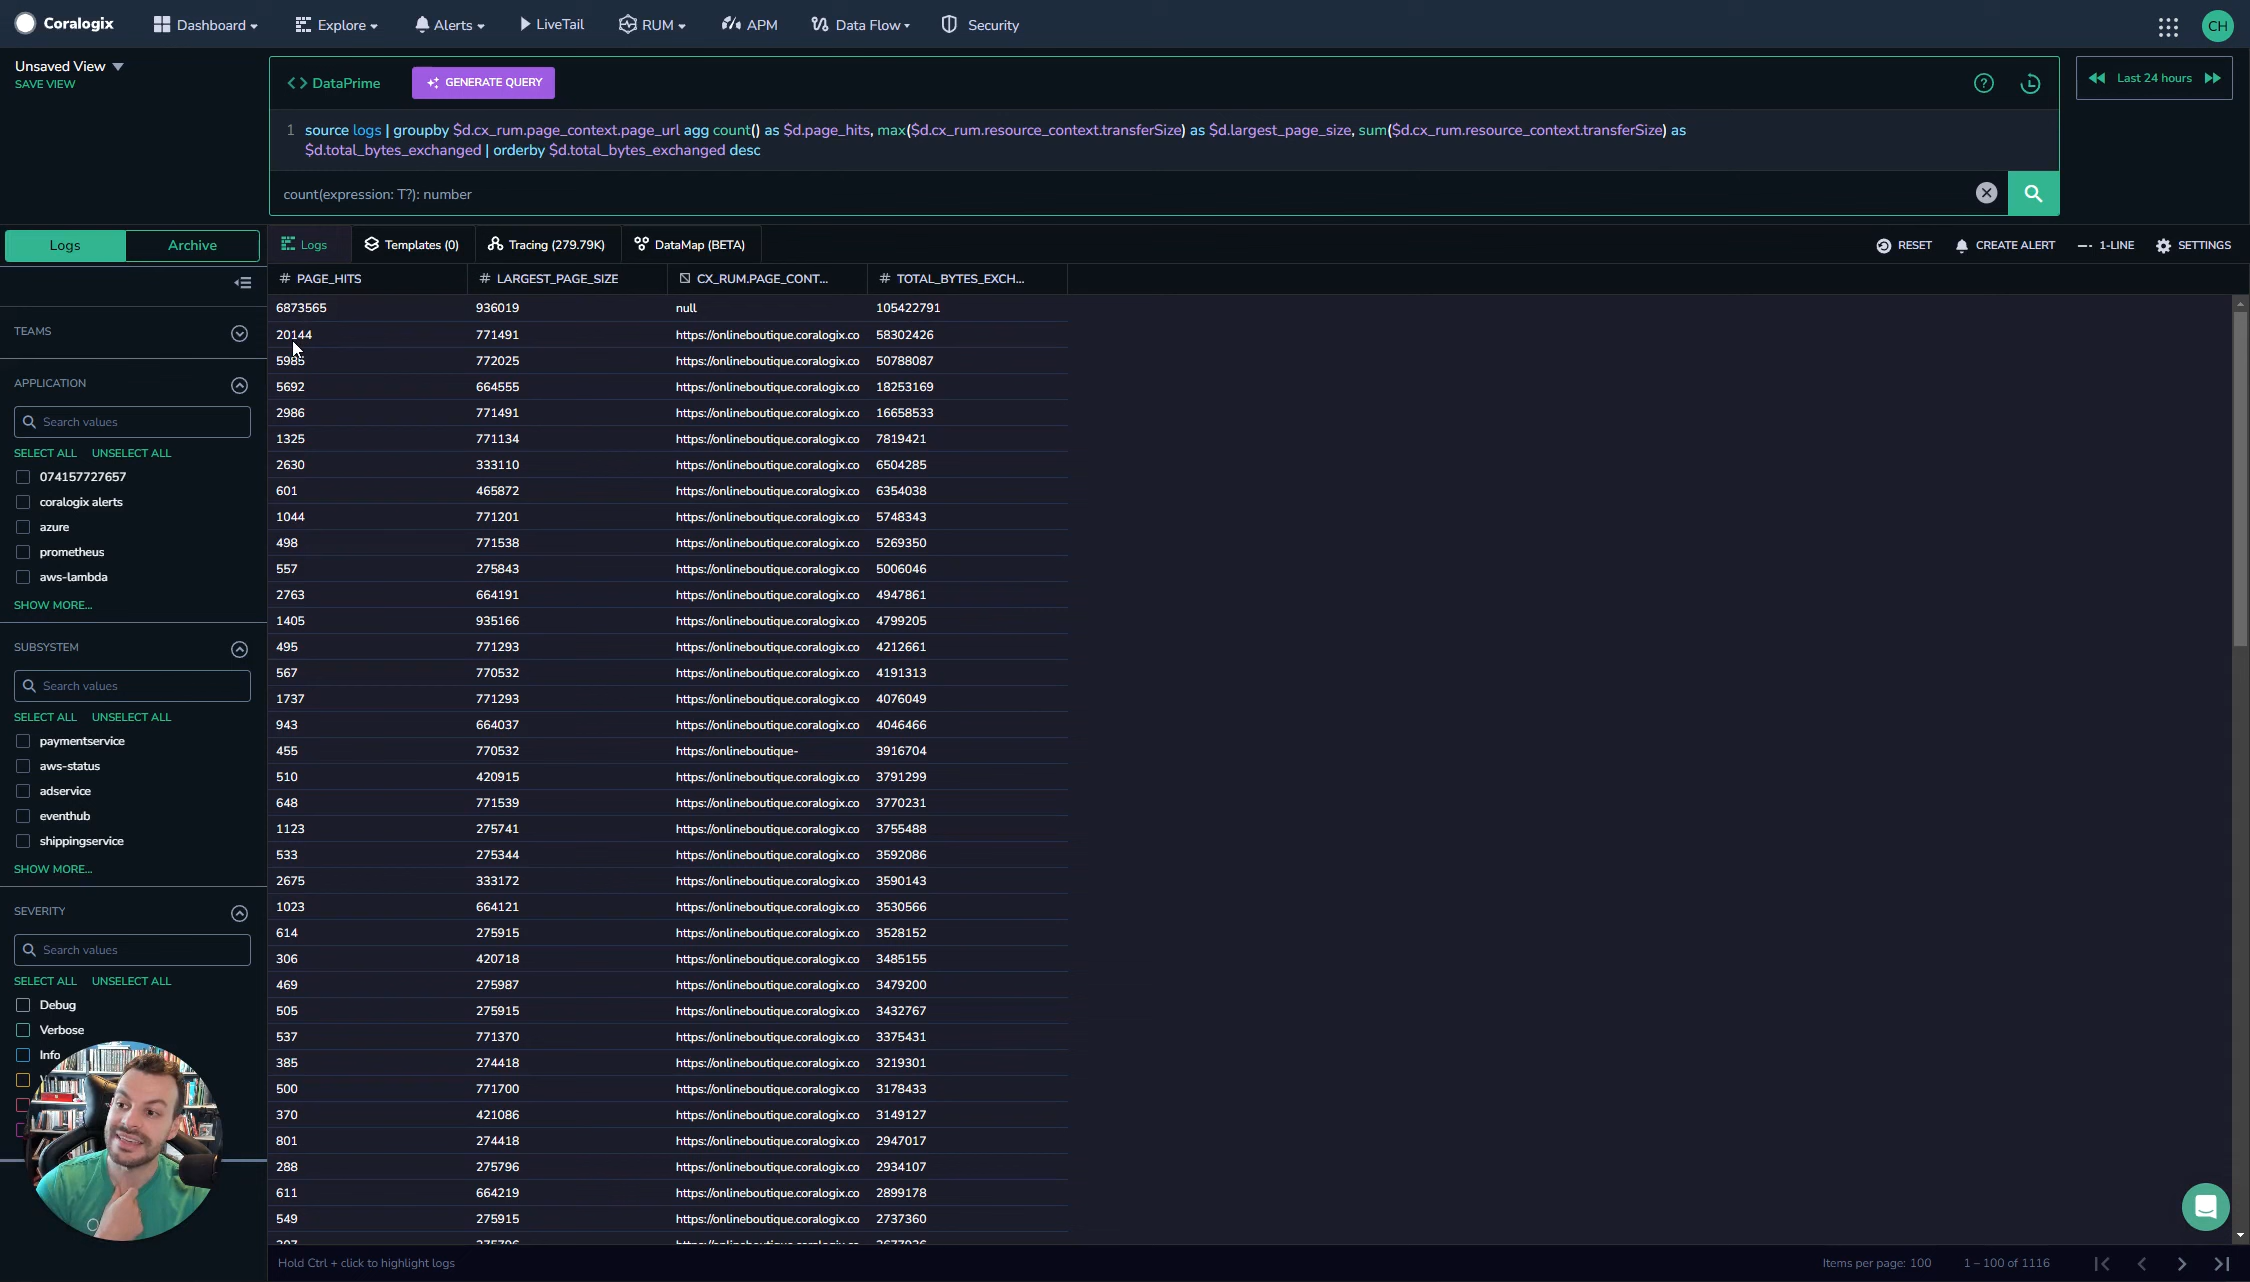 Coralogix
Dashboard
Explore
Alerts
LiveTail
RUM
APM
Data Flow
Security
CH
Unsaved View
SAVE VIEW
<> DataPrime
GENERATE QUERY
Last 24 hours
1 source logs | groupby $d.cx_rum.page_context.page_url agg count() as $d.page_hits, max($d.cx_rum.resource_context.transferSize) as $d.largest_page_size, sum($d.cx_rum.resource_context.transferSize) as
$d.total_bytes_exchanged | orderby $d.total_bytes_exchanged desc
count(expression: T?): number
Logs
Archive
Logs
Templates (0)
Tracing (279.79K)
DataMap (BETA)
RESET
CREATE ALERT
1-LINE
SETTINGS
TEAMS
APPLICATION
Search values
SELECT ALL UNSELECT ALL
074157727657
coralogix alerts
azure
prometheus
aws-lambda
SHOW MORE...
SUBSYSTEM
Search values
SELECT ALL UNSELECT ALL
paymentservice
aws-status
adservice
eventhub
shippingservice
SHOW MORE...
SEVERITY
Search values
SELECT ALL UNSELECT ALL
Debug
Verbose
Info
# PAGE_HITS # LARGEST_PAGE_SIZE CX_RUM.PAGE_CONT... # TOTAL_BYTES_EXCH...
6873565 936019 null 105422791
20144 771491 https://onlineboutique.coralogix.co 58302426
5985 772025 https://onlineboutique.coralogix.co 50788087
5692 664555 https://onlineboutique.coralogix.co 18253169
2986 771491 https://onlineboutique.coralogix.co 16658533
1325 771134 https://onlineboutique.coralogix.co 7819421
2630 333110 https://onlineboutique.coralogix.co 6504285
601 465872 https://onlineboutique.coralogix.co 6354038
1044 771201 https://onlineboutique.coralogix.co 5748343
498 771538 https://onlineboutique.coralogix.co 5269350
557 275843 https://onlineboutique.coralogix.co 5006046
2763 664191 https://onlineboutique.coralogix.co 4947861
1405 935166 https://onlineboutique.coralogix.co 4799205
495 771293 https://onlineboutique.coralogix.co 4212661
567 770532 https://onlineboutique.coralogix.co 4191313
1737 771293 https://onlineboutique.coralogix.co 4076049
943 664037 https://onlineboutique.coralogix.co 4046466
455 770532 https://onlineboutique- 3916704
510 420915 https://onlineboutique.coralogix.co 3791299
648 771539 https://onlineboutique.coralogix.co 3770231
1123 275741 https://onlineboutique.coralogix.co 3755488
533 275344 https://onlineboutique.coralogix.co 3592086
2675 333172 https://onlineboutique.coralogix.co 3590143
1023 664121 https://onlineboutique.coralogix.co 3530566
614 275915 https://onlineboutique.coralogix.co 3528152
306 420718 https://onlineboutique.coralogix.co 3485155
469 275987 https://onlineboutique.coralogix.co 3479200
505 275915 https://onlineboutique.coralogix.co 3432767
537 771370 https://onlineboutique.coralogix.co 3375431
385 274418 https://onlineboutique.coralogix.co 3219301
500 771700 https://onlineboutique.coralogix.co 3178433
370 421086 https://onlineboutique.coralogix.co 3149127
801 274418 https://onlineboutique.coralogix.co 2947017
288 275796 https://onlineboutique.coralogix.co 2934107
611 664219 https://onlineboutique.coralogix.co 2899178
549 275915 https://onlineboutique.coralogix.co 2737360
Hold Ctrl + click to highlight logs
Items per page: 100
1 – 100 of 1116